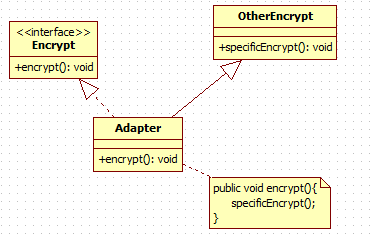 <<interface>>
Encrypt
+encrypt(): void
OtherEncrypt
+specificEncrypt(): void
Adapter
+encrypt(): void
public void encrypt(){
specificEncrypt();
}